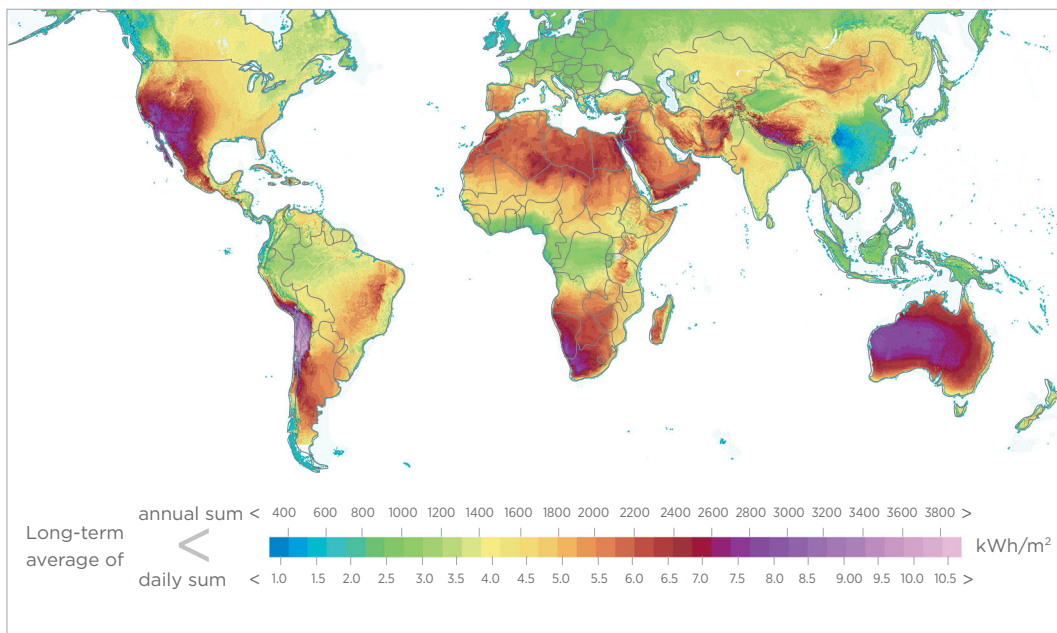 annual sum < 400 600 800 1000 1200 1400 1600 1800 2000 2200 2400 2600 2800 3000 3200 3400 3600 3800 >
Long-term
average of
<
kWh/m²
daily sum < 1.0 1.5 2.0 2.5 3.0 3.5 4.0 4.5 5.0 5.5 6.0 6.5 7.0 7.5 8.0 8.5 9.00 9.5 10.0 10.5 >